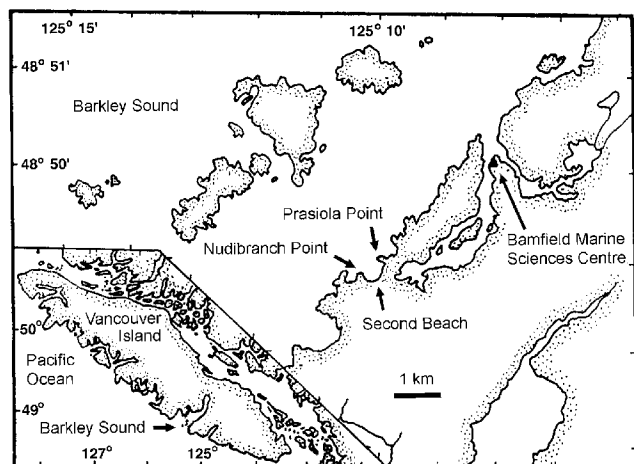 125° 15'
125° 10'
48° 51'
Barkley Sound
48° 50'
Prasiola Point
Nudibranch Point
Bamfield Marine
Sciences Centre
Second Beach
Vancouver
Island
50°
Pacific
Ocean
1 km
49°
Barkley Sound
127°
125°